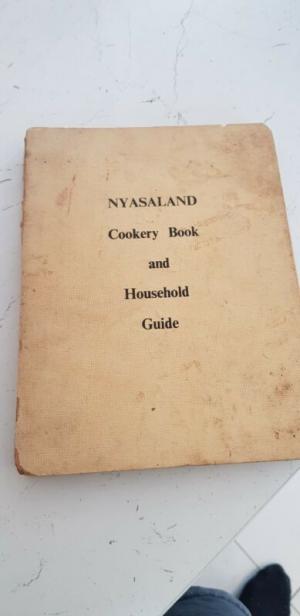 NYASALAND
Cookery Book
and
Household
Guide